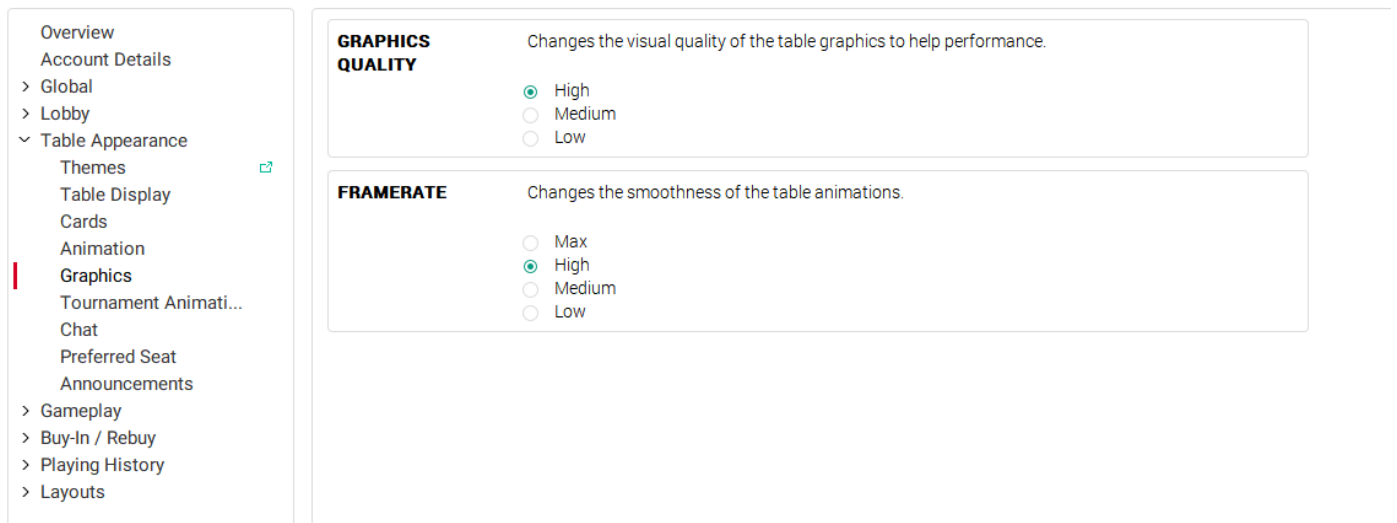 Overview
Account Details
Global
Lobby
Table Appearance
Themes
Table Display
Cards
Animation
Graphics
Tournament Animati...
Chat
Preferred Seat
Announcements
Gameplay
Buy-In / Rebuy
Playing History
Layouts
GRAPHICS
QUALITY
Changes the visual quality of the table graphics to help performance.
High
Medium
Low
FRAMERATE
Changes the smoothness of the table animations.
Max
High
Medium
Low